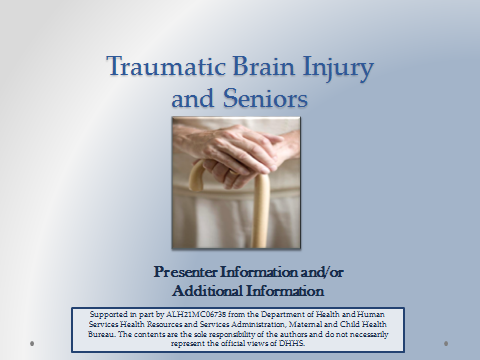 Traumatic Brain Injury
and Seniors
Presenter Information and/or
Additional Information
Supported in part by ALH21MC06738 from the Department of Health and Human
Services Health Resources and Services Administration, Maternal and Child Health
Bureau. The contents are the sole responsibility of the authors and do not necessarily
represent the official views of DHHS.